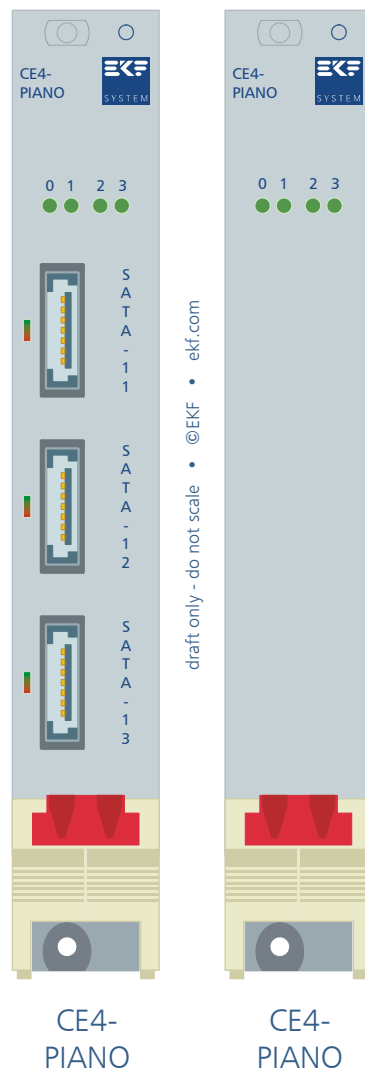 CE4-
PIANO
EKF
SYSTEM
0 1 2 3
SATA-11
SATA-12
SATA-13
draft only - do not scale • ©EKF • ekf.com
CE4-
PIANO
EKF
SYSTEM
0 1 2 3
CE4-
PIANO
CE4-
PIANO